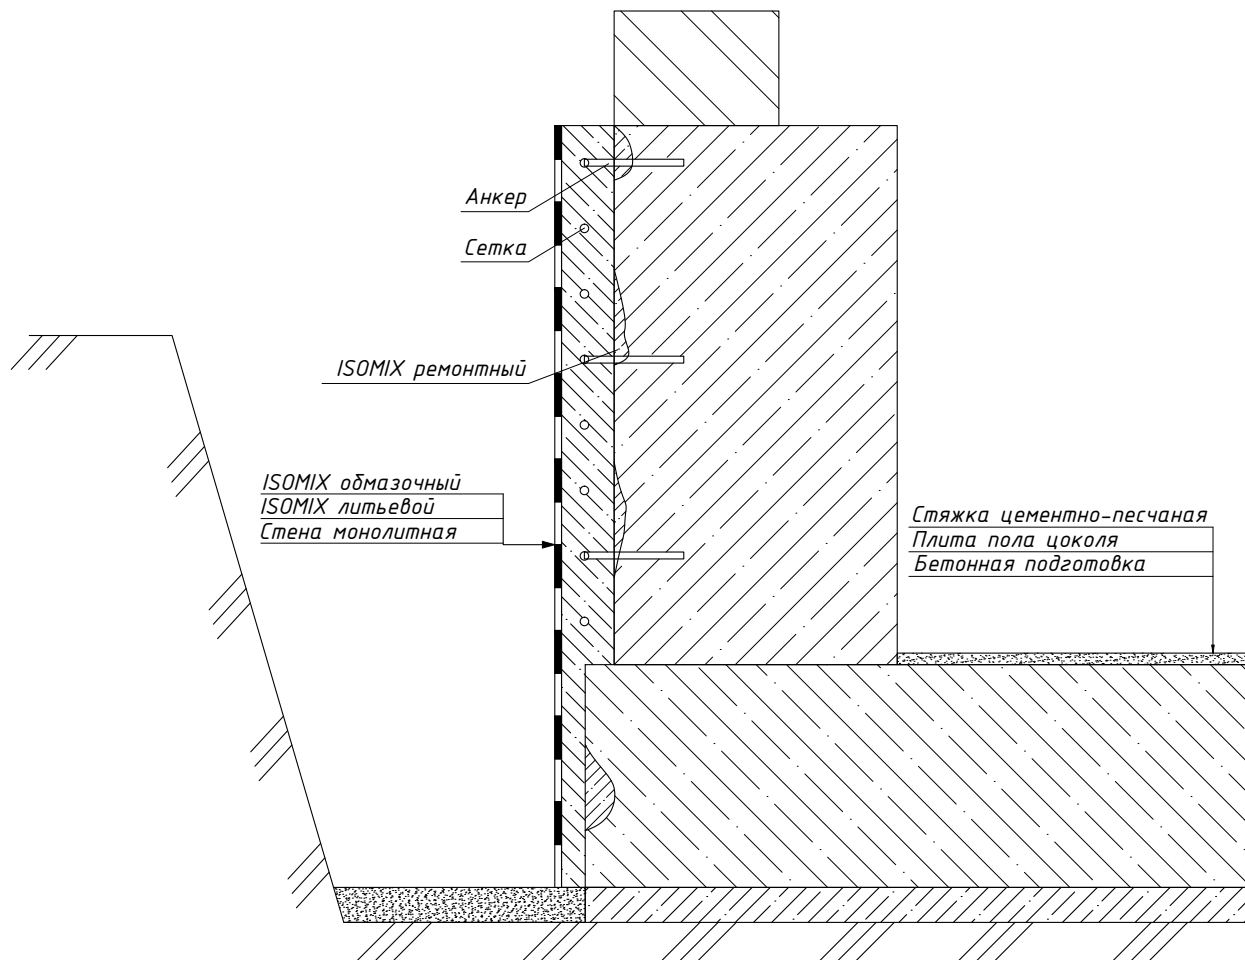 Анкер
Сетка
ISOMIX ремонтный
ISOMIX обмазочный
ISOMIX литьевой
Стена монолитная
Стяжка цементно-песчаная
Плита пола цоколя
Бетонная подготовка